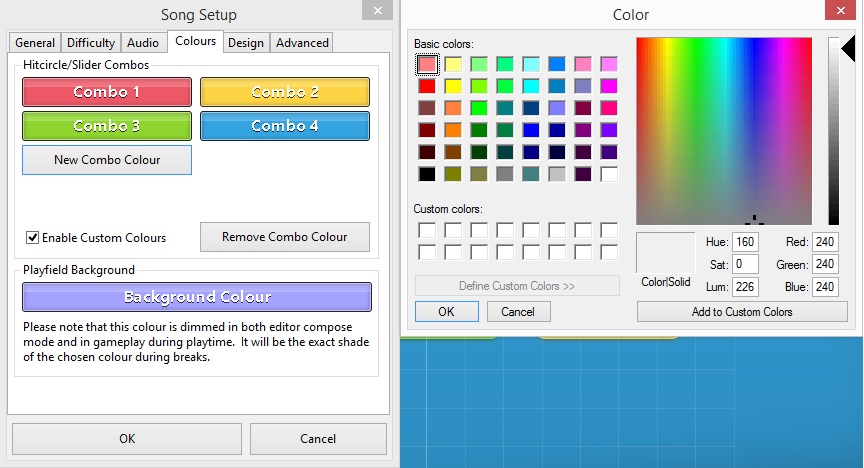 Song Setup
General Difficulty Audio Colours Design Advanced
Hitcircle/Slider Combos
Combo 1 Combo 2
Combo 3 Combo 4
New Combo Colour
Enable Custom Colours Remove Combo Colour
Playfield Background
Background Colour
Please note that this colour is dimmed in both editor compose
mode and in gameplay during playtime. It will be the exact shade
of the chosen colour during breaks.
OK Cancel
Color
Basic colors:
Custom colors:
Define Custom Colors >>
OK Cancel
Color|Solid
Hue: 160 Red: 240
Sat: 0 Green: 240
Lum: 226 Blue: 240
Add to Custom Colors